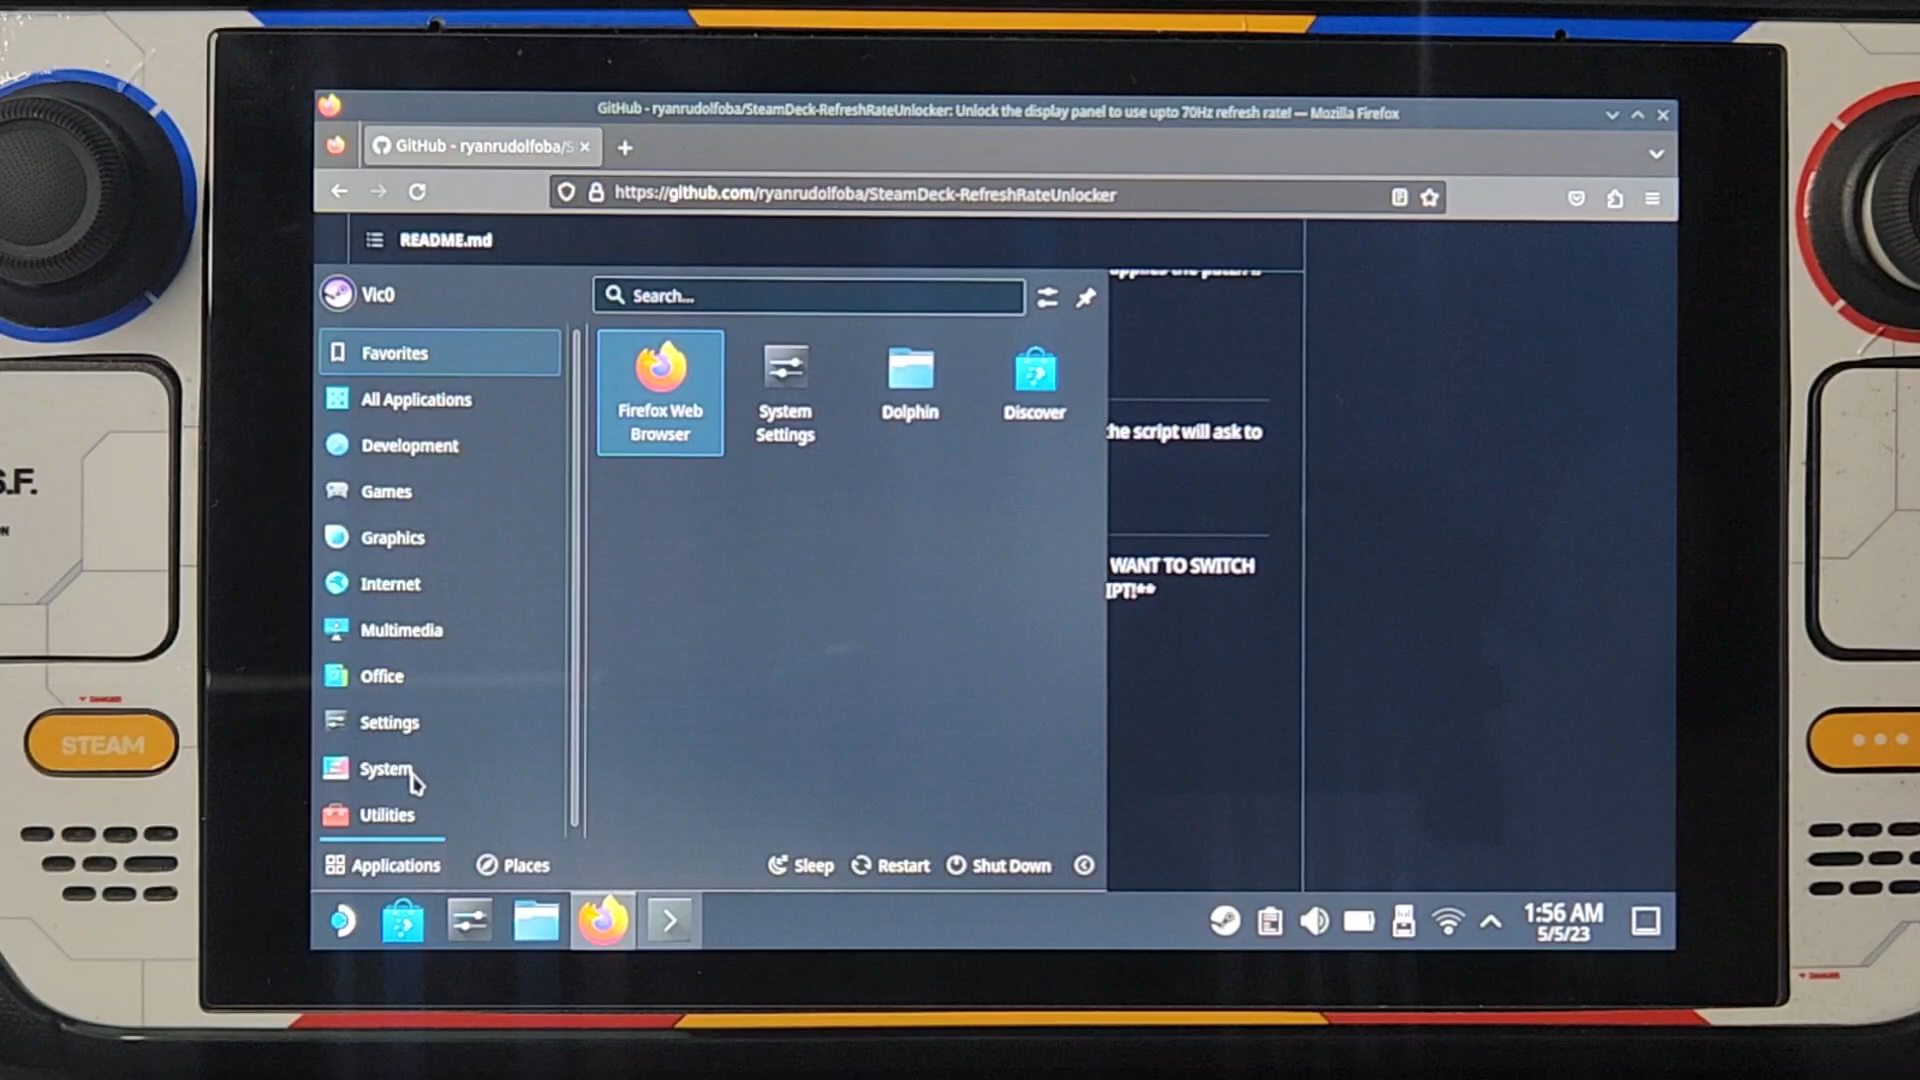 GitHub - ryanrudolfoba/SteamDeck-RefreshRateUnlocker: Unlock the display panel to use upto 70Hz refresh rate! — Mozilla Firefox
GitHub - ryanrudolfoba/S
https://github.com/ryanrudolfoba/SteamDeck-RefreshRateUnlocker
README.md
Vic0
Search...
Favorites
All Applications
Development
Games
Graphics
Internet
Multimedia
Office
Settings
System
Utilities
Firefox Web
Browser
System
Settings
Dolphin
Discover
the script will ask to
WANT TO SWITCH
IPT!**
Applications
Places
Sleep
Restart
Shut Down
1:56 AM
5/5/23
S.F.
STEAM
DANGER